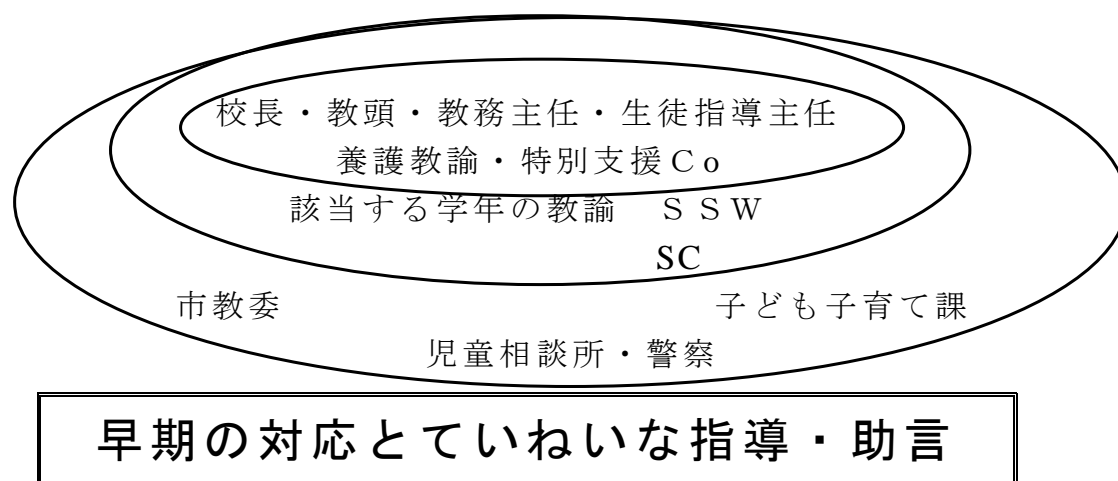 校長・教頭・教務主任・生徒指導主任
養護教諭・特別支援Ｃｏ
該当する学年の教諭　ＳＳＷ
SC
市教委　子ども子育て課
児童相談所・警察
早期の対応とていねいな指導・助言